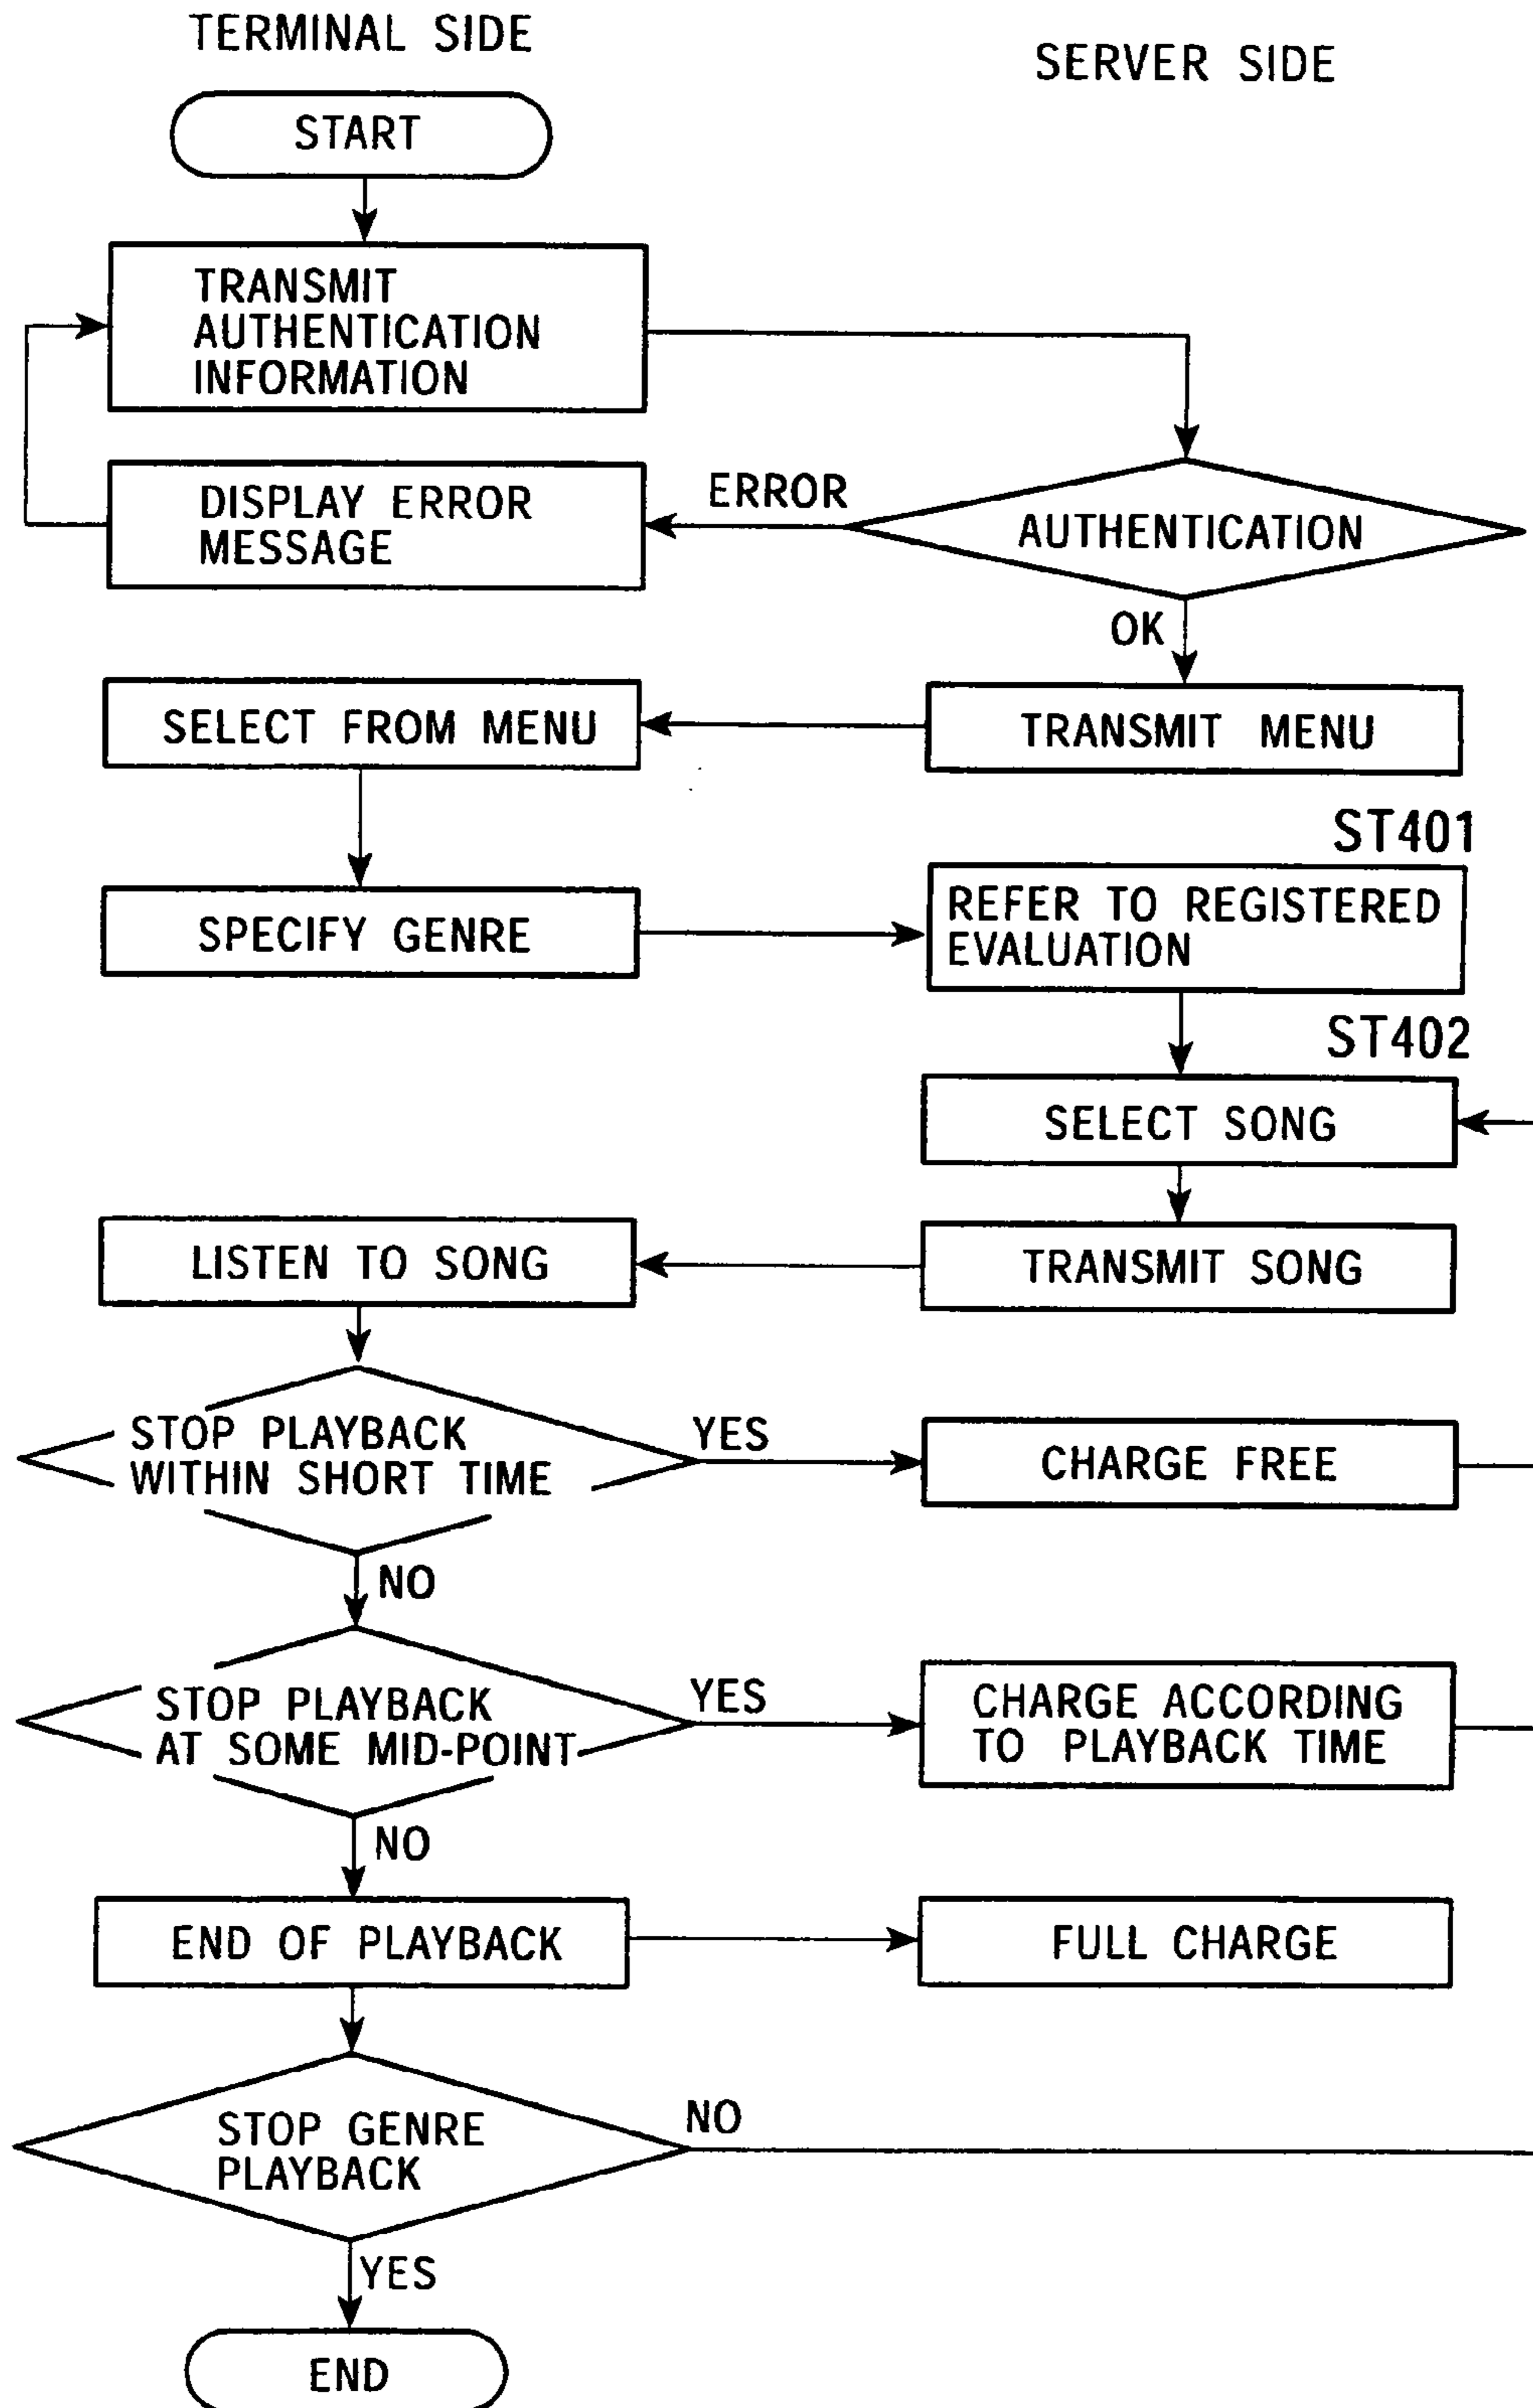 TERMINAL SIDE
SERVER SIDE
START
TRANSMIT
AUTHENTICATION
INFORMATION
DISPLAY ERROR
MESSAGE
ERROR
AUTHENTICATION
OK
SELECT FROM MENU
TRANSMIT MENU
ST401
SPECIFY GENRE
REFER TO REGISTERED
EVALUATION
ST402
SELECT SONG
LISTEN TO SONG
TRANSMIT SONG
STOP PLAYBACK
WITHIN SHORT TIME
YES
CHARGE FREE
NO
STOP PLAYBACK
AT SOME MID-POINT
YES
CHARGE ACCORDING
TO PLAYBACK TIME
NO
END OF PLAYBACK
FULL CHARGE
STOP GENRE
PLAYBACK
NO
YES
END